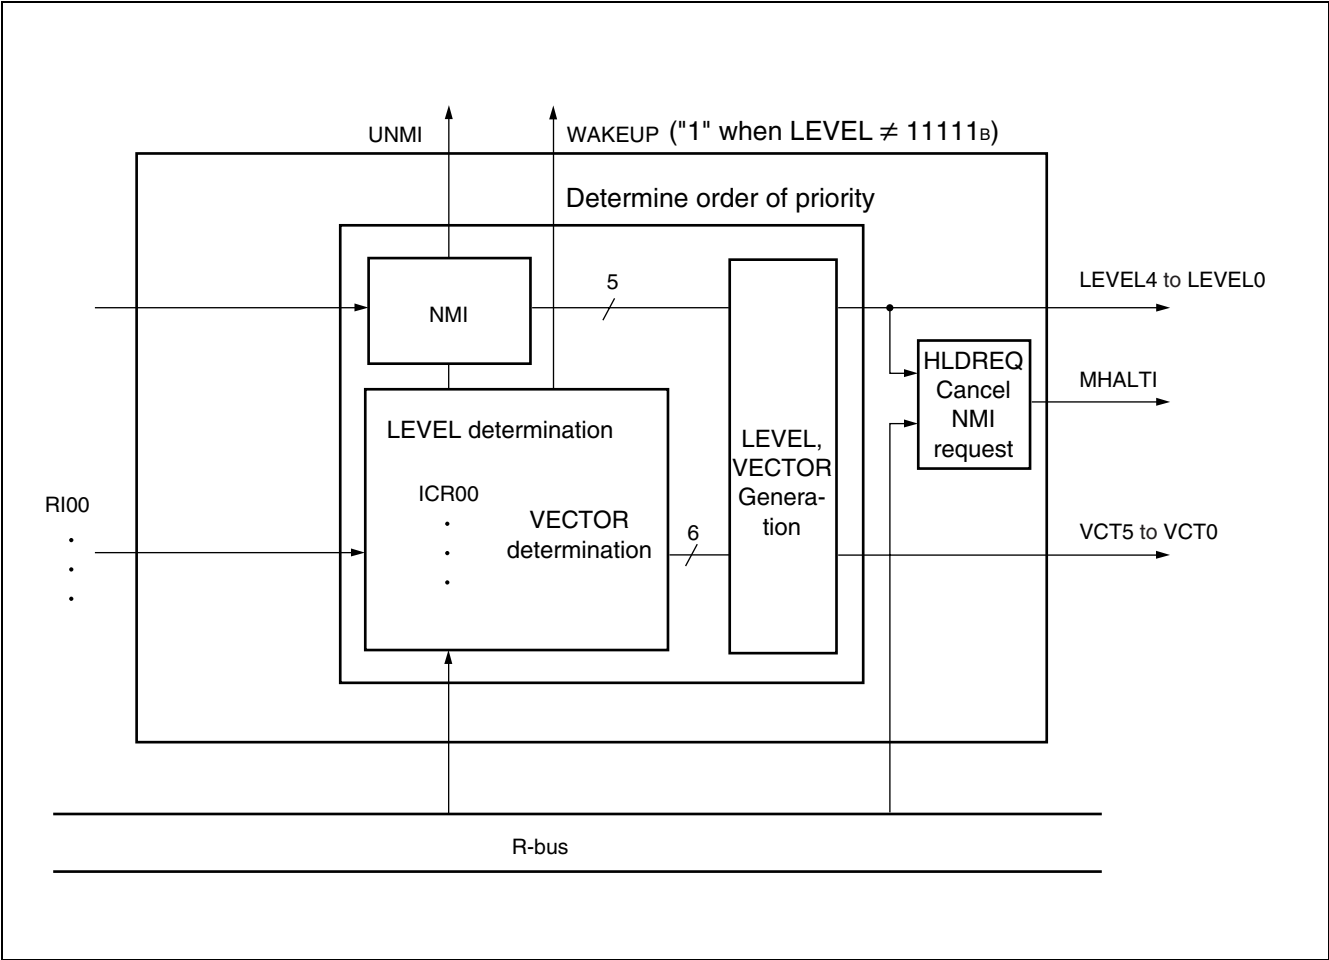 UNMI
WAKEUP ("1" when LEVEL ≠ 11111B)
Determine order of priority
5
NMI
LEVEL4 to LEVEL0
HLDREQ
Cancel
NMI
request
MHALTI
LEVEL determination
LEVEL,
VECTOR
Genera-
tion
RI00
ICR00
VECTOR
determination
6
VCT5 to VCT0
R-bus